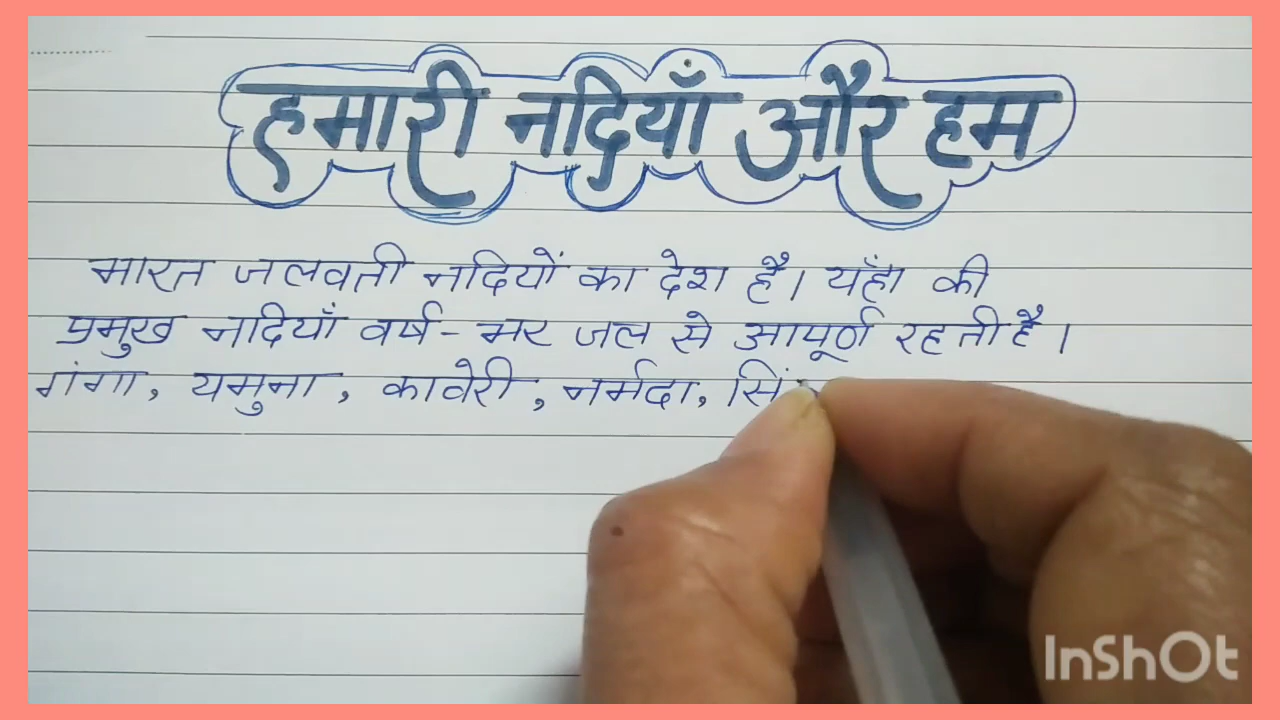 हमारी नदियाँ और हम
भारत जलवती नदियों का देश है। यहाँ की
प्रमुख नदियाँ वर्ष-भर जल से आपूर्ण रहती है।
गंगा, यमुना, कावेरी, नर्मदा, सिं
InShOt